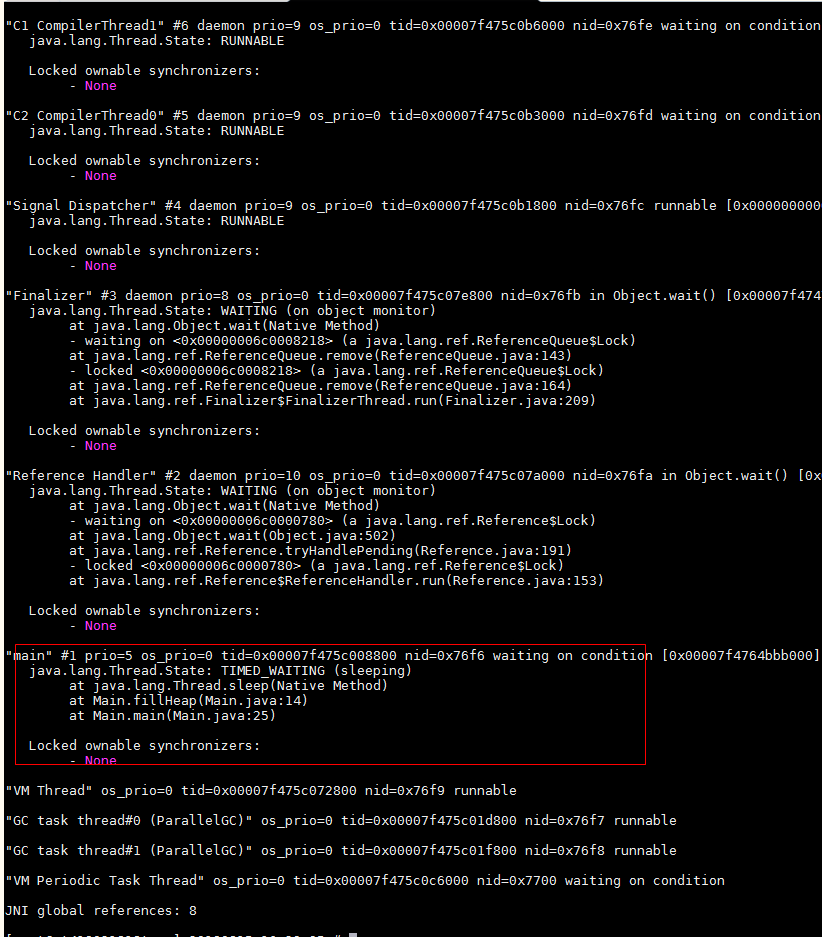 "C1 CompilerThread1" #6 daemon prio=9 os_prio=0 tid=0x00007f475c0b6000 nid=0x76fe waiting on condition
java.lang.Thread.State: RUNNABLE
Locked ownable synchronizers:
- None
"C2 CompilerThread0" #5 daemon prio=9 os_prio=0 tid=0x00007f475c0b3000 nid=0x76fd waiting on condition
java.lang.Thread.State: RUNNABLE
Locked ownable synchronizers:
- None
"Signal Dispatcher" #4 daemon prio=9 os_prio=0 tid=0x00007f475c0b1800 nid=0x76fc runnable [0x000000000
java.lang.Thread.State: RUNNABLE
Locked ownable synchronizers:
- None
"Finalizer" #3 daemon prio=8 os_prio=0 tid=0x00007f475c07e800 nid=0x76fb in Object.wait() [0x00007f474
java.lang.Thread.State: WAITING (on object monitor)
at java.lang.Object.wait(Native Method)
- waiting on <0x00000006c0008218> (a java.lang.ref.ReferenceQueue$Lock)
at java.lang.ref.ReferenceQueue.remove(ReferenceQueue.java:143)
- locked <0x00000006c0008218> (a java.lang.ref.ReferenceQueue$Lock)
at java.lang.ref.ReferenceQueue.remove(ReferenceQueue.java:164)
at java.lang.ref.Finalizer$FinalizerThread.run(Finalizer.java:209)
Locked ownable synchronizers:
- None
"Reference Handler" #2 daemon prio=10 os_prio=0 tid=0x00007f475c07a000 nid=0x76fa in Object.wait() [0x
java.lang.Thread.State: WAITING (on object monitor)
at java.lang.Object.wait(Native Method)
- waiting on <0x00000006c0000780> (a java.lang.ref.Reference$Lock)
at java.lang.Object.wait(Object.java:502)
at java.lang.ref.Reference.tryHandlePending(Reference.java:191)
- locked <0x00000006c0000780> (a java.lang.ref.Reference$Lock)
at java.lang.ref.Reference$ReferenceHandler.run(Reference.java:153)
Locked ownable synchronizers:
- None
"main" #1 prio=5 os_prio=0 tid=0x00007f475c008800 nid=0x76f6 waiting on condition [0x00007f4764bbb000]
java.lang.Thread.State: TIMED_WAITING (sleeping)
at java.lang.Thread.sleep(Native Method)
at Main.fillHeap(Main.java:14)
at Main.main(Main.java:25)
Locked ownable synchronizers:
- None
"VM Thread" os_prio=0 tid=0x00007f475c072800 nid=0x76f9 runnable
"GC task thread#0 (ParallelGC)" os_prio=0 tid=0x00007f475c01d800 nid=0x76f7 runnable
"GC task thread#1 (ParallelGC)" os_prio=0 tid=0x00007f475c01f800 nid=0x76f8 runnable
"VM Periodic Task Thread" os_prio=0 tid=0x00007f475c0c6000 nid=0x7700 waiting on condition
JNI global references: 8